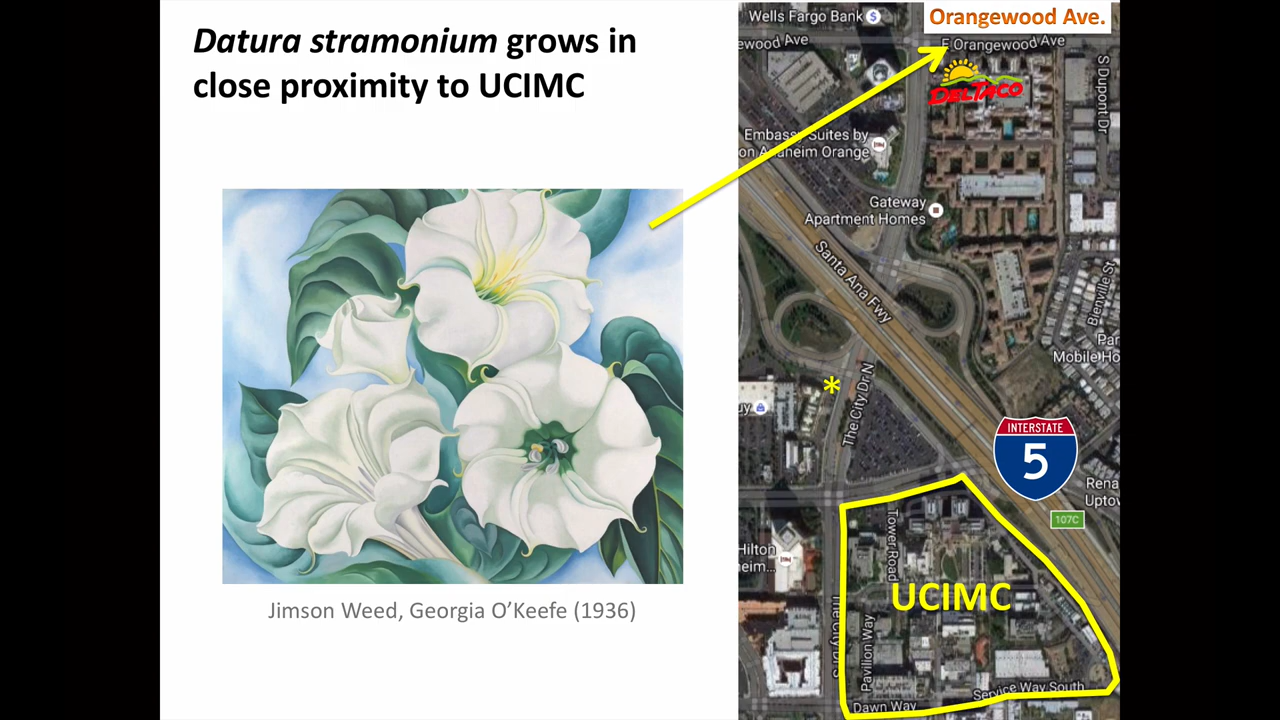 Datura stramonium grows in
close proximity to UCIMC
Jimson Weed, Georgia O'Keefe (1936)
Wells Fargo Bank
$
Orangewood Ave.
ewood Ave
E Orangewood Ave
S Dupont Dr
DEL TACO
Embassy Suites by
on Anaheim Orange
Gateway
Apartment Homes
Santa Ana Fwy
Bienville St
Par
Mobile Ho
*
uy
The City Dr N
INTERSTATE
5
Rena
Uptov
107C
Tower Road
Hilton
heim...
UCIMC
The City Dr S
Pavilion Way
Service Way South
Dawn Way